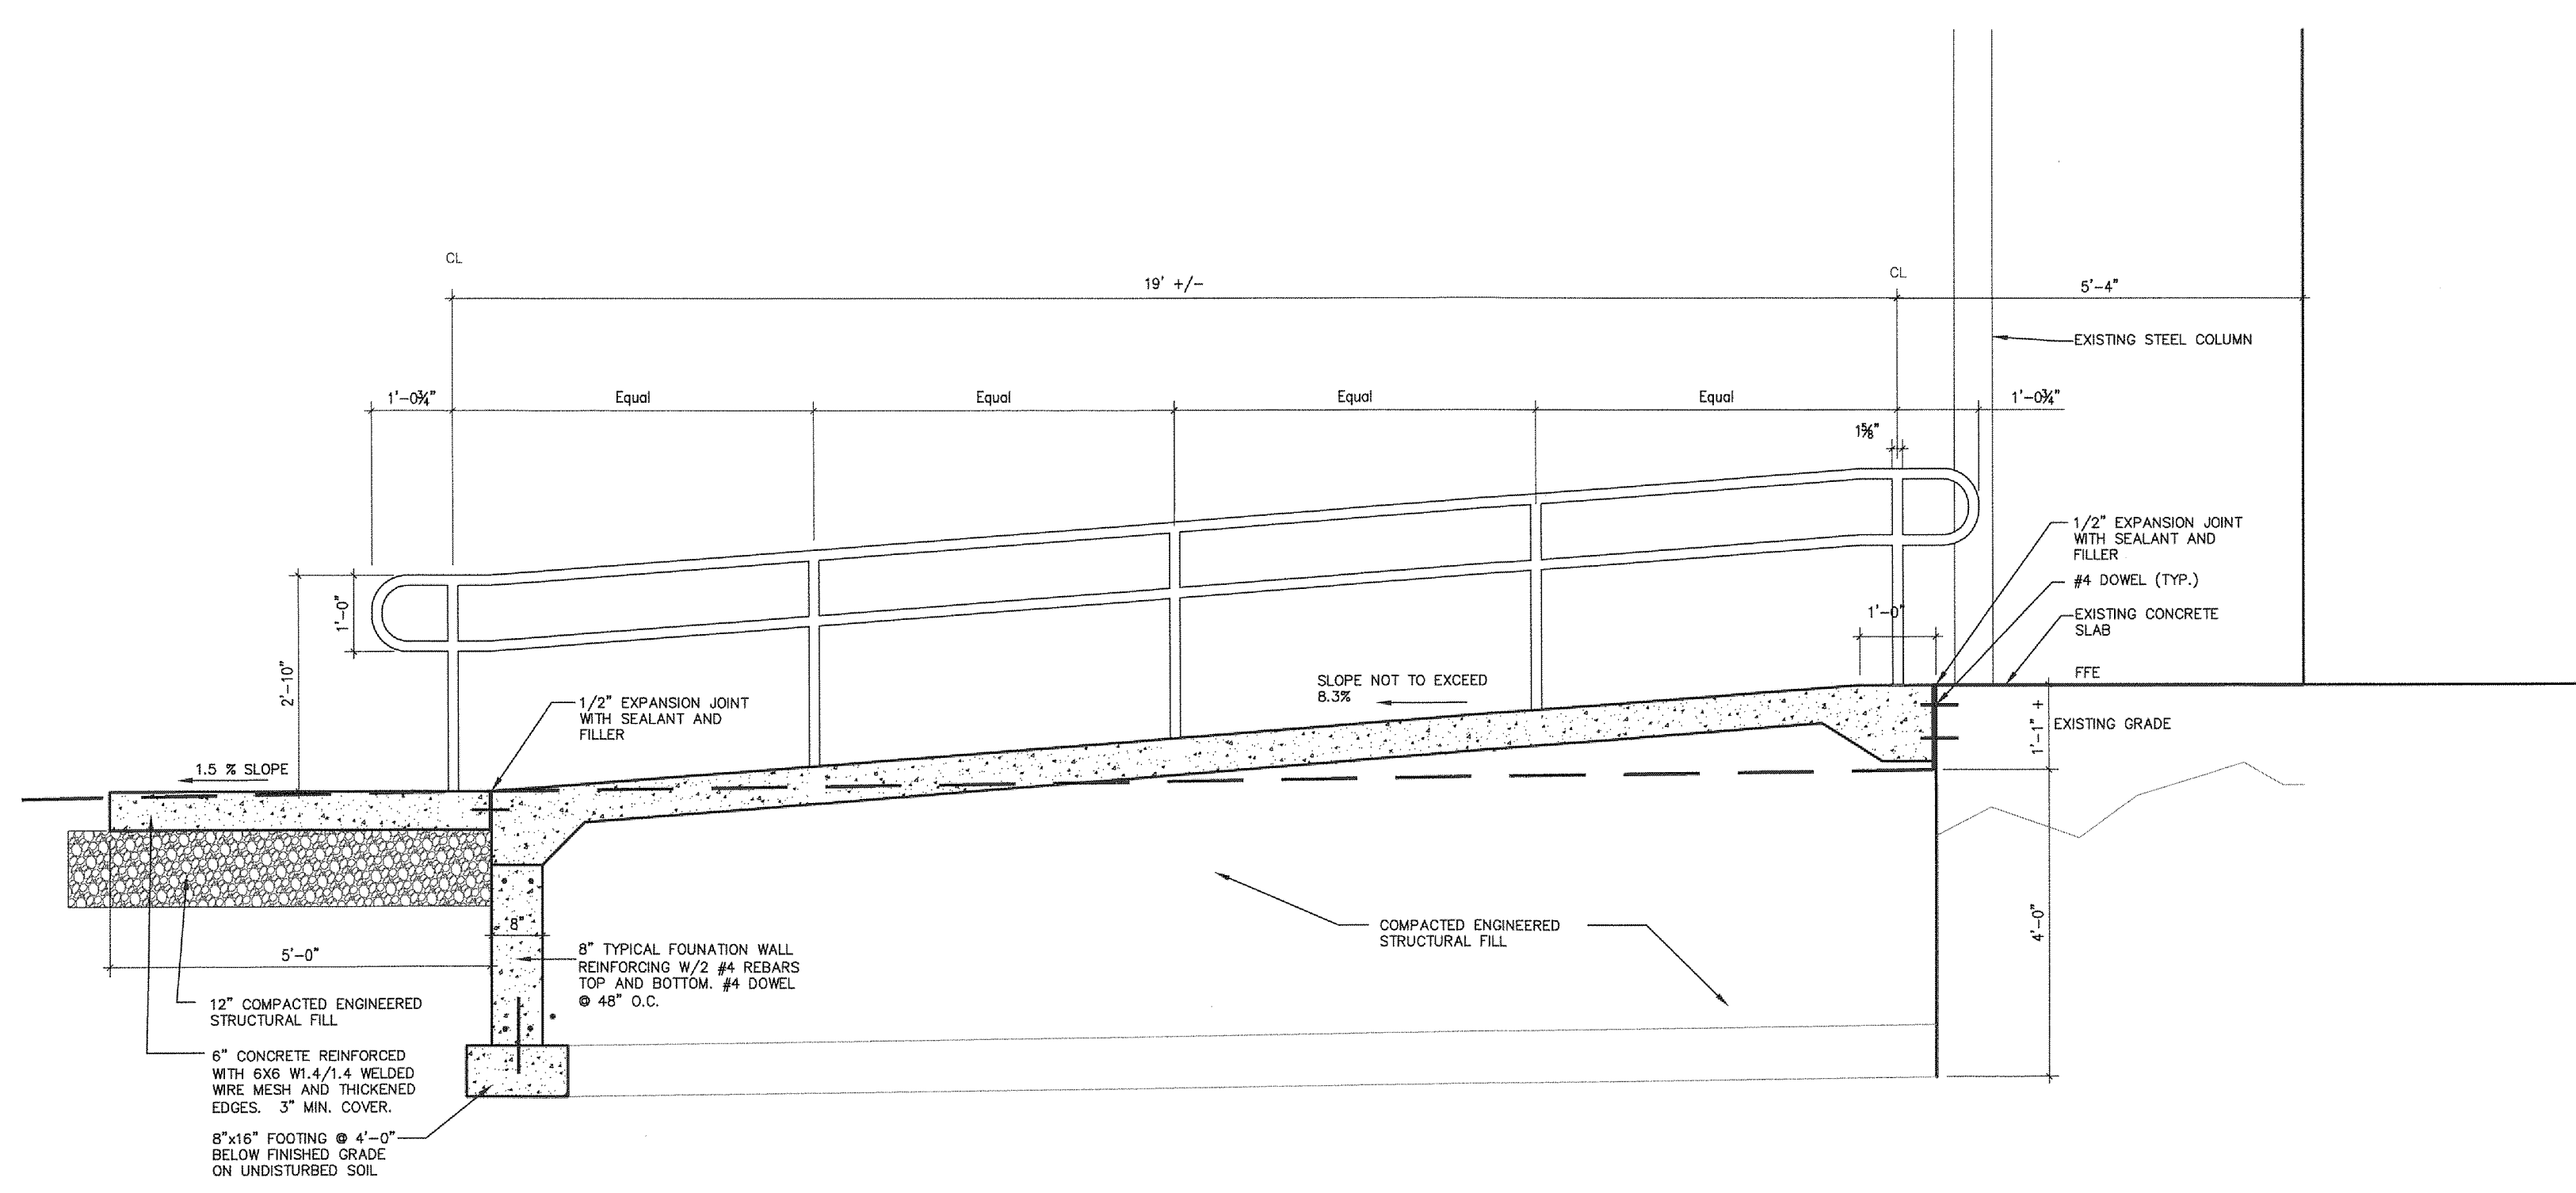 CL
CL
19' +/-
5'-4"
EXISTING STEEL COLUMN
1'-0¾"
Equal
Equal
Equal
Equal
1'-0¾"
1⅝"
1/2" EXPANSION JOINT
WITH SEALANT AND
FILLER
#4 DOWEL (TYP.)
1'-0"
1'-0"
EXISTING CONCRETE
SLAB
FFE
2'-10"
SLOPE NOT TO EXCEED
8.3%
1/2" EXPANSION JOINT
WITH SEALANT AND
FILLER
1'-1" +
EXISTING GRADE
1.5 % SLOPE
8"
COMPACTED ENGINEERED
STRUCTURAL FILL
4'-0"
5'-0"
8" TYPICAL FOUNATION WALL
REINFORCING W/2 #4 REBARS
TOP AND BOTTOM. #4 DOWEL
@ 48" O.C.
12" COMPACTED ENGINEERED
STRUCTURAL FILL
6" CONCRETE REINFORCED
WITH 6X6 W1.4/1.4 WELDED
WIRE MESH AND THICKENED
EDGES. 3" MIN. COVER.
8"x16" FOOTING @ 4'-0"
BELOW FINISHED GRADE
ON UNDISTURBED SOIL